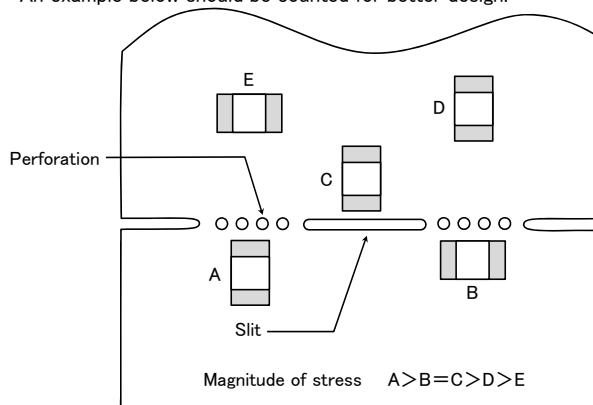 An example below should be counted for better design.
E
D
Perforation
C
A
B
Slit
Magnitude of stress A＞B＝C＞D＞E